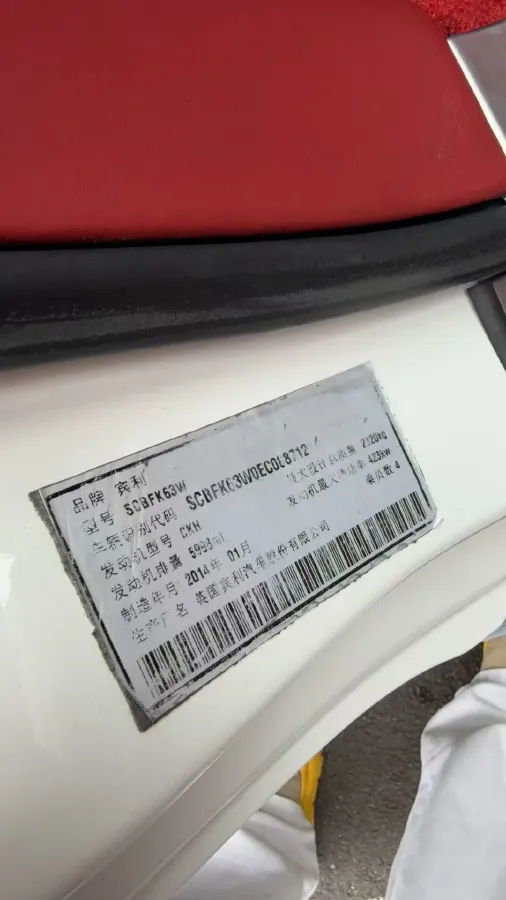 品牌 宾利
型号 SCBFK63W
车辆识别代码 SCBFK63W0EC0L8712
发动机型号 CKH 最大设计总质量 2820kg
发动机排量 5998ml 发动机最大净功率 423kw
制造年月 2014年 01月 乘员数 4
生产厂名 英国宾利汽车股份有限公司